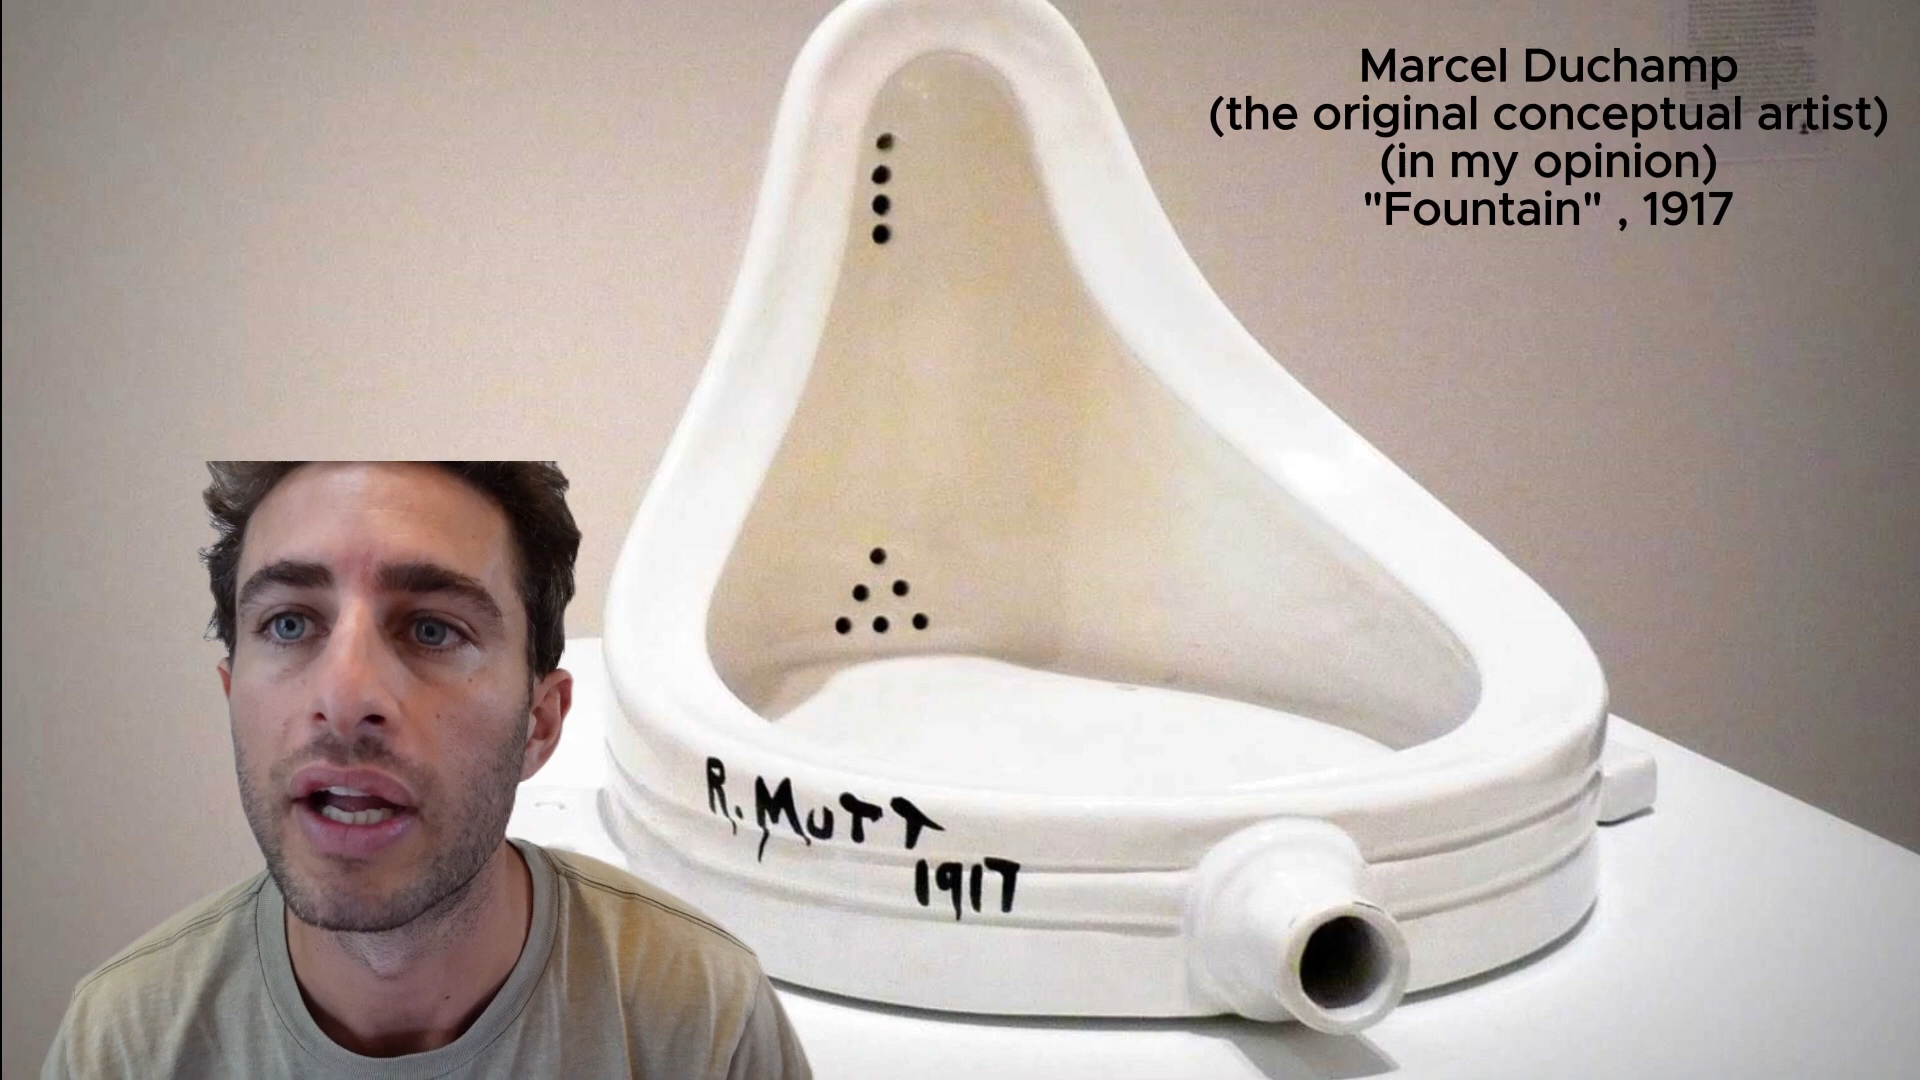 Marcel Duchamp
(the original conceptual artist)
(in my opinion)
"Fountain" , 1917
R. MUTT
1917